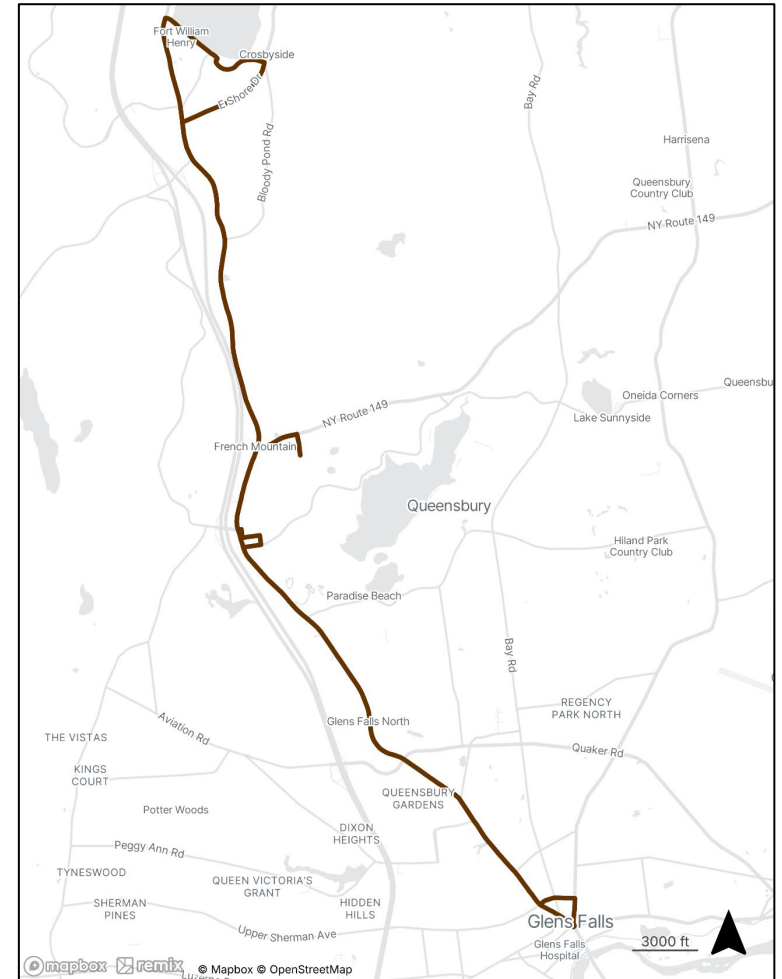 Fort William
Henry
Crosbyside
E Shore Dr
Bloody Pond Rd
Bay Rd
Harrisena
Queensbury
Country Club
NY Route 149
Oneida Corners
Queensbu
Lake Sunnyside
NY Route 149
French Mountain
Queensbury
Hiland Park
Country Club
Paradise Beach
Bay Rd
REGENCY
PARK NORTH
Glens Falls North
Aviation Rd
THE VISTAS
Quaker Rd
KINGS
COURT
QUEENSBURY
GARDENS
Potter Woods
DIXON
HEIGHTS
Peggy Ann Rd
TYNESWOOD
QUEEN VICTORIA'S
GRANT
SHERMAN
PINES
HIDDEN
HILLS
Upper Sherman Ave
Glens Falls
Glens Falls
Hospital
3000 ft
mapbox remix © Mapbox © OpenStreetMap